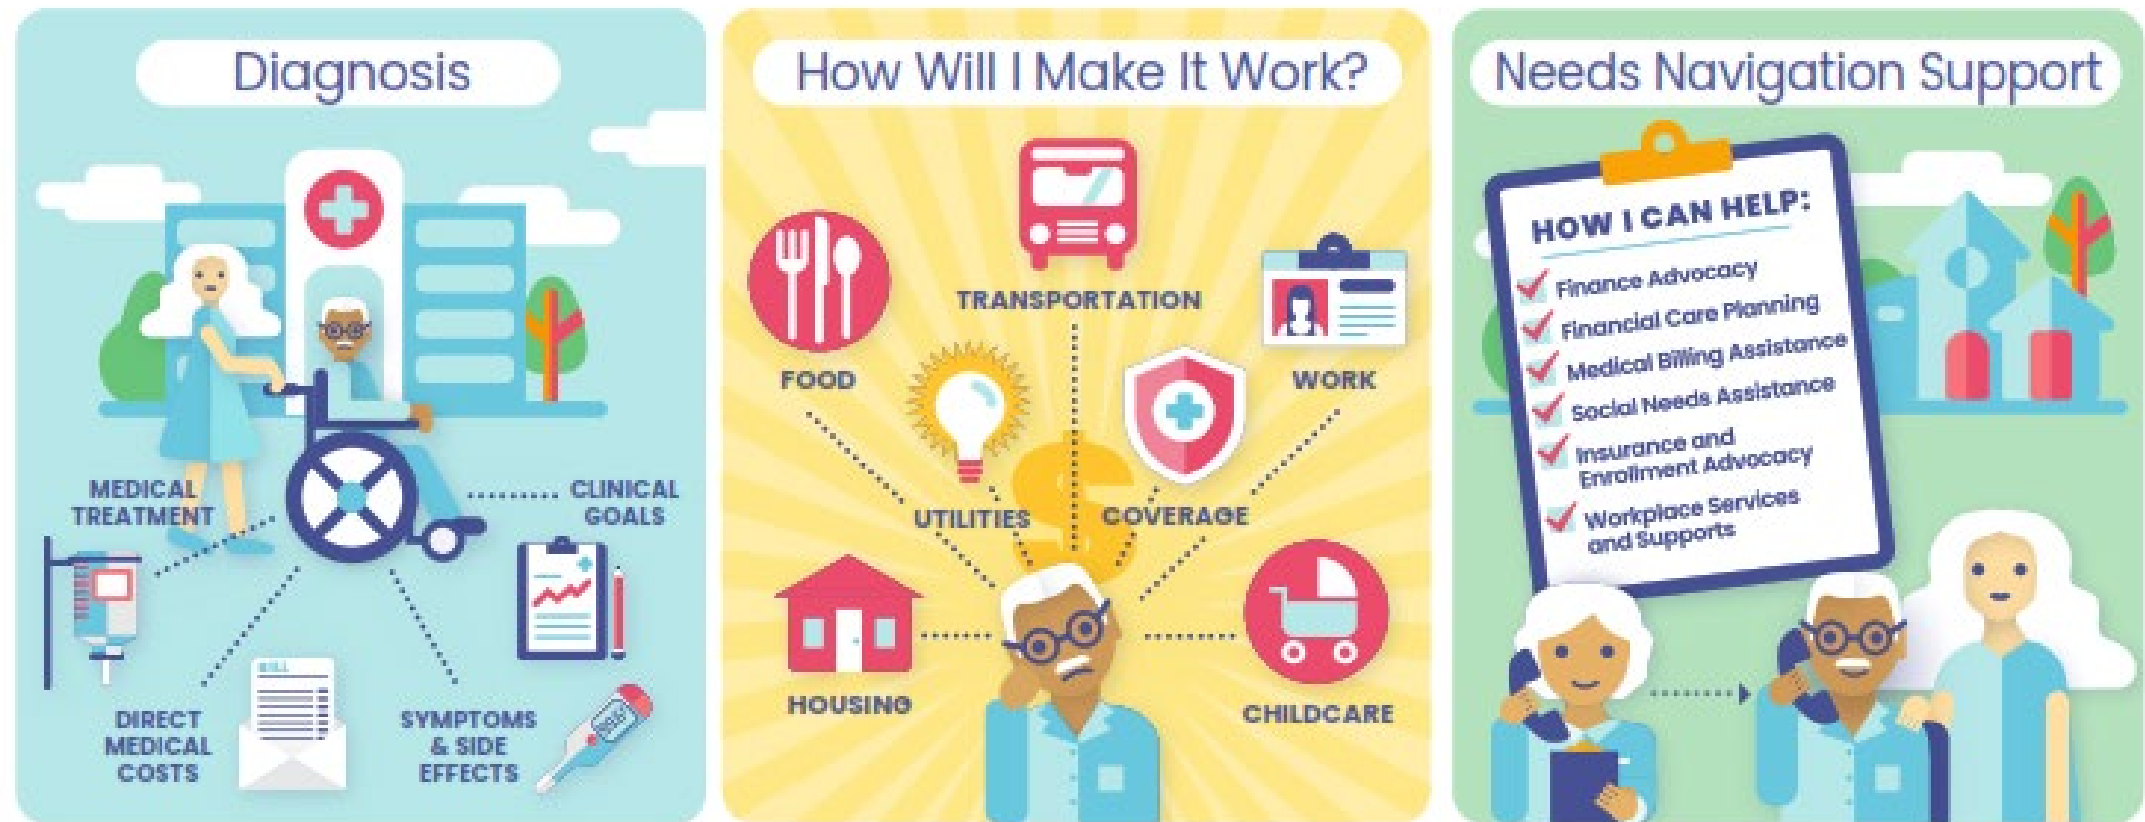 Diagnosis
MEDICAL
TREATMENT
CLINICAL
GOALS
BILL
DIRECT
MEDICAL
COSTS
SYMPTOMS
& SIDE
EFFECTS
How Will I Make It Work?
TRANSPORTATION
FOOD
WORK
UTILITIES
COVERAGE
$
HOUSING
CHILDCARE
Needs Navigation Support
HOW I CAN HELP:
Finance Advocacy
Financial Care Planning
Medical Billing Assistance
Social Needs Assistance
Insurance and
Enrollment Advocacy
Workplace Services
and Supports